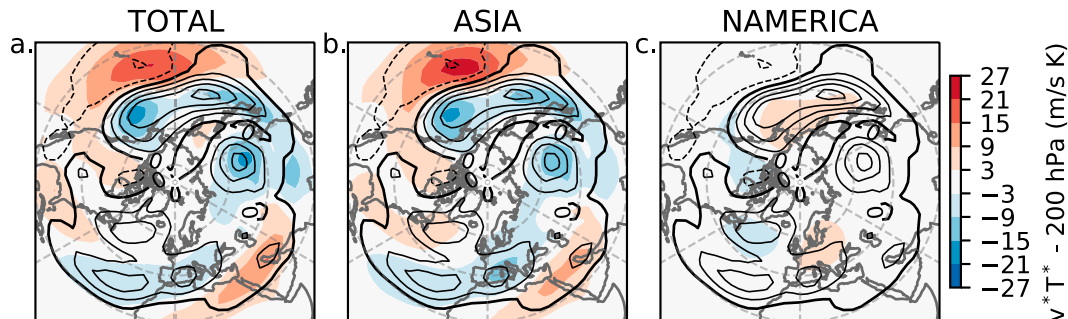 TOTAL
ASIA
NAMERICA
a.
b.
c.
27
21
15
9
3
−3
−9
−15
−21
−27
v*T* - 200 hPa (m/s K)